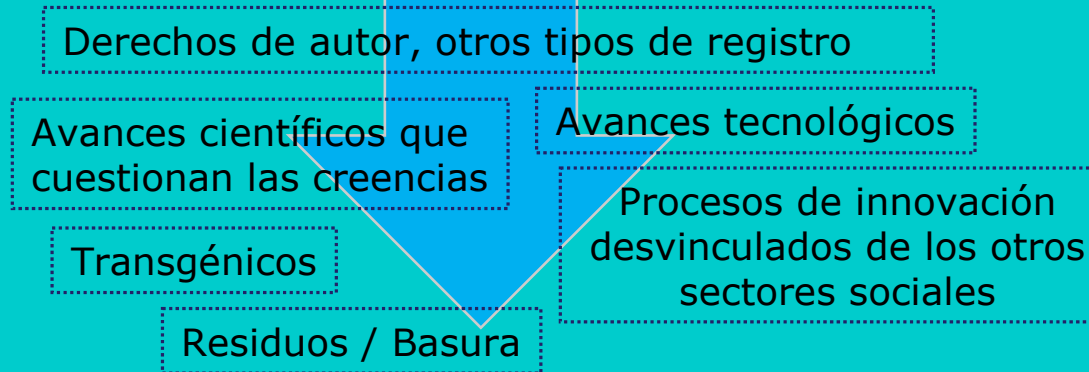 Derechos de autor, otros tipos de registro
Avances científicos que
cuestionan las creencias
Avances tecnológicos
Procesos de innovación
desvinculados de los otros
sectores sociales
Transgénicos
Residuos / Basura